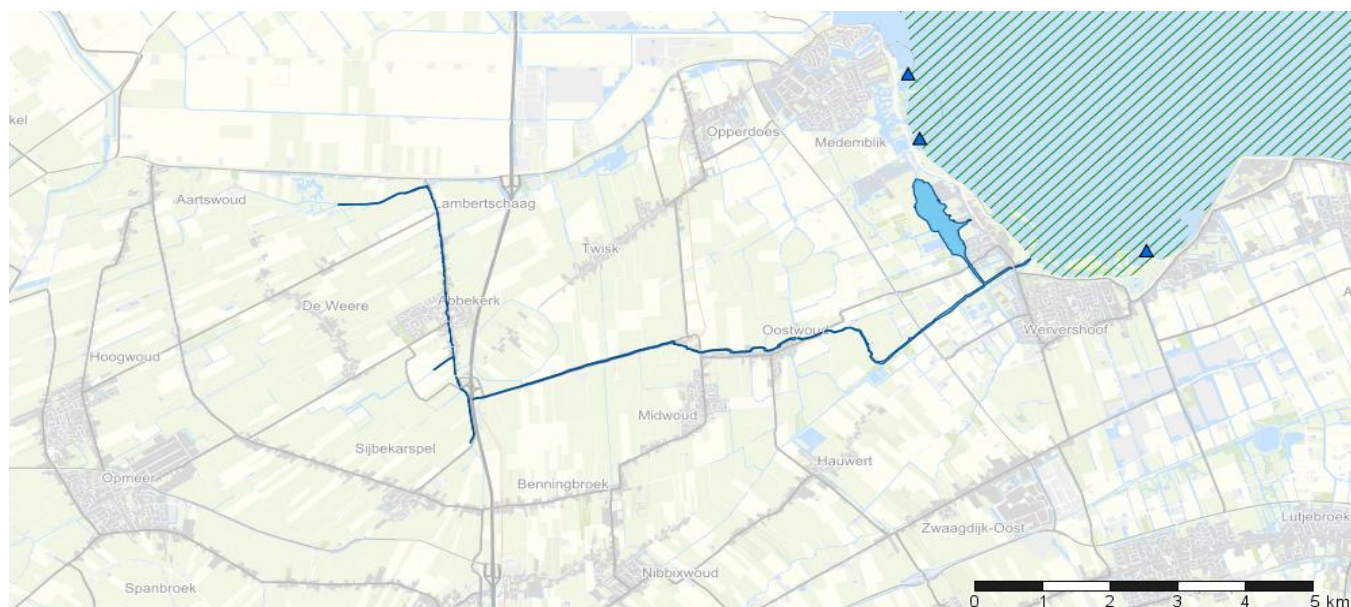 kel
Opperdoes
Medemblik
Aartswoud
Lambertschaag
Twisk
De Weere
Abbekerk
Oostwoud
Wervershoof
A
Hoogwoud
Midwoud
Sijbekarspel
Hauwert
Opmeer
Benningbroek
Zwaagdijk-Oost
Lutjebroek
Nibbixwoud
Spanbroek
0 1 2 3 4 5 km